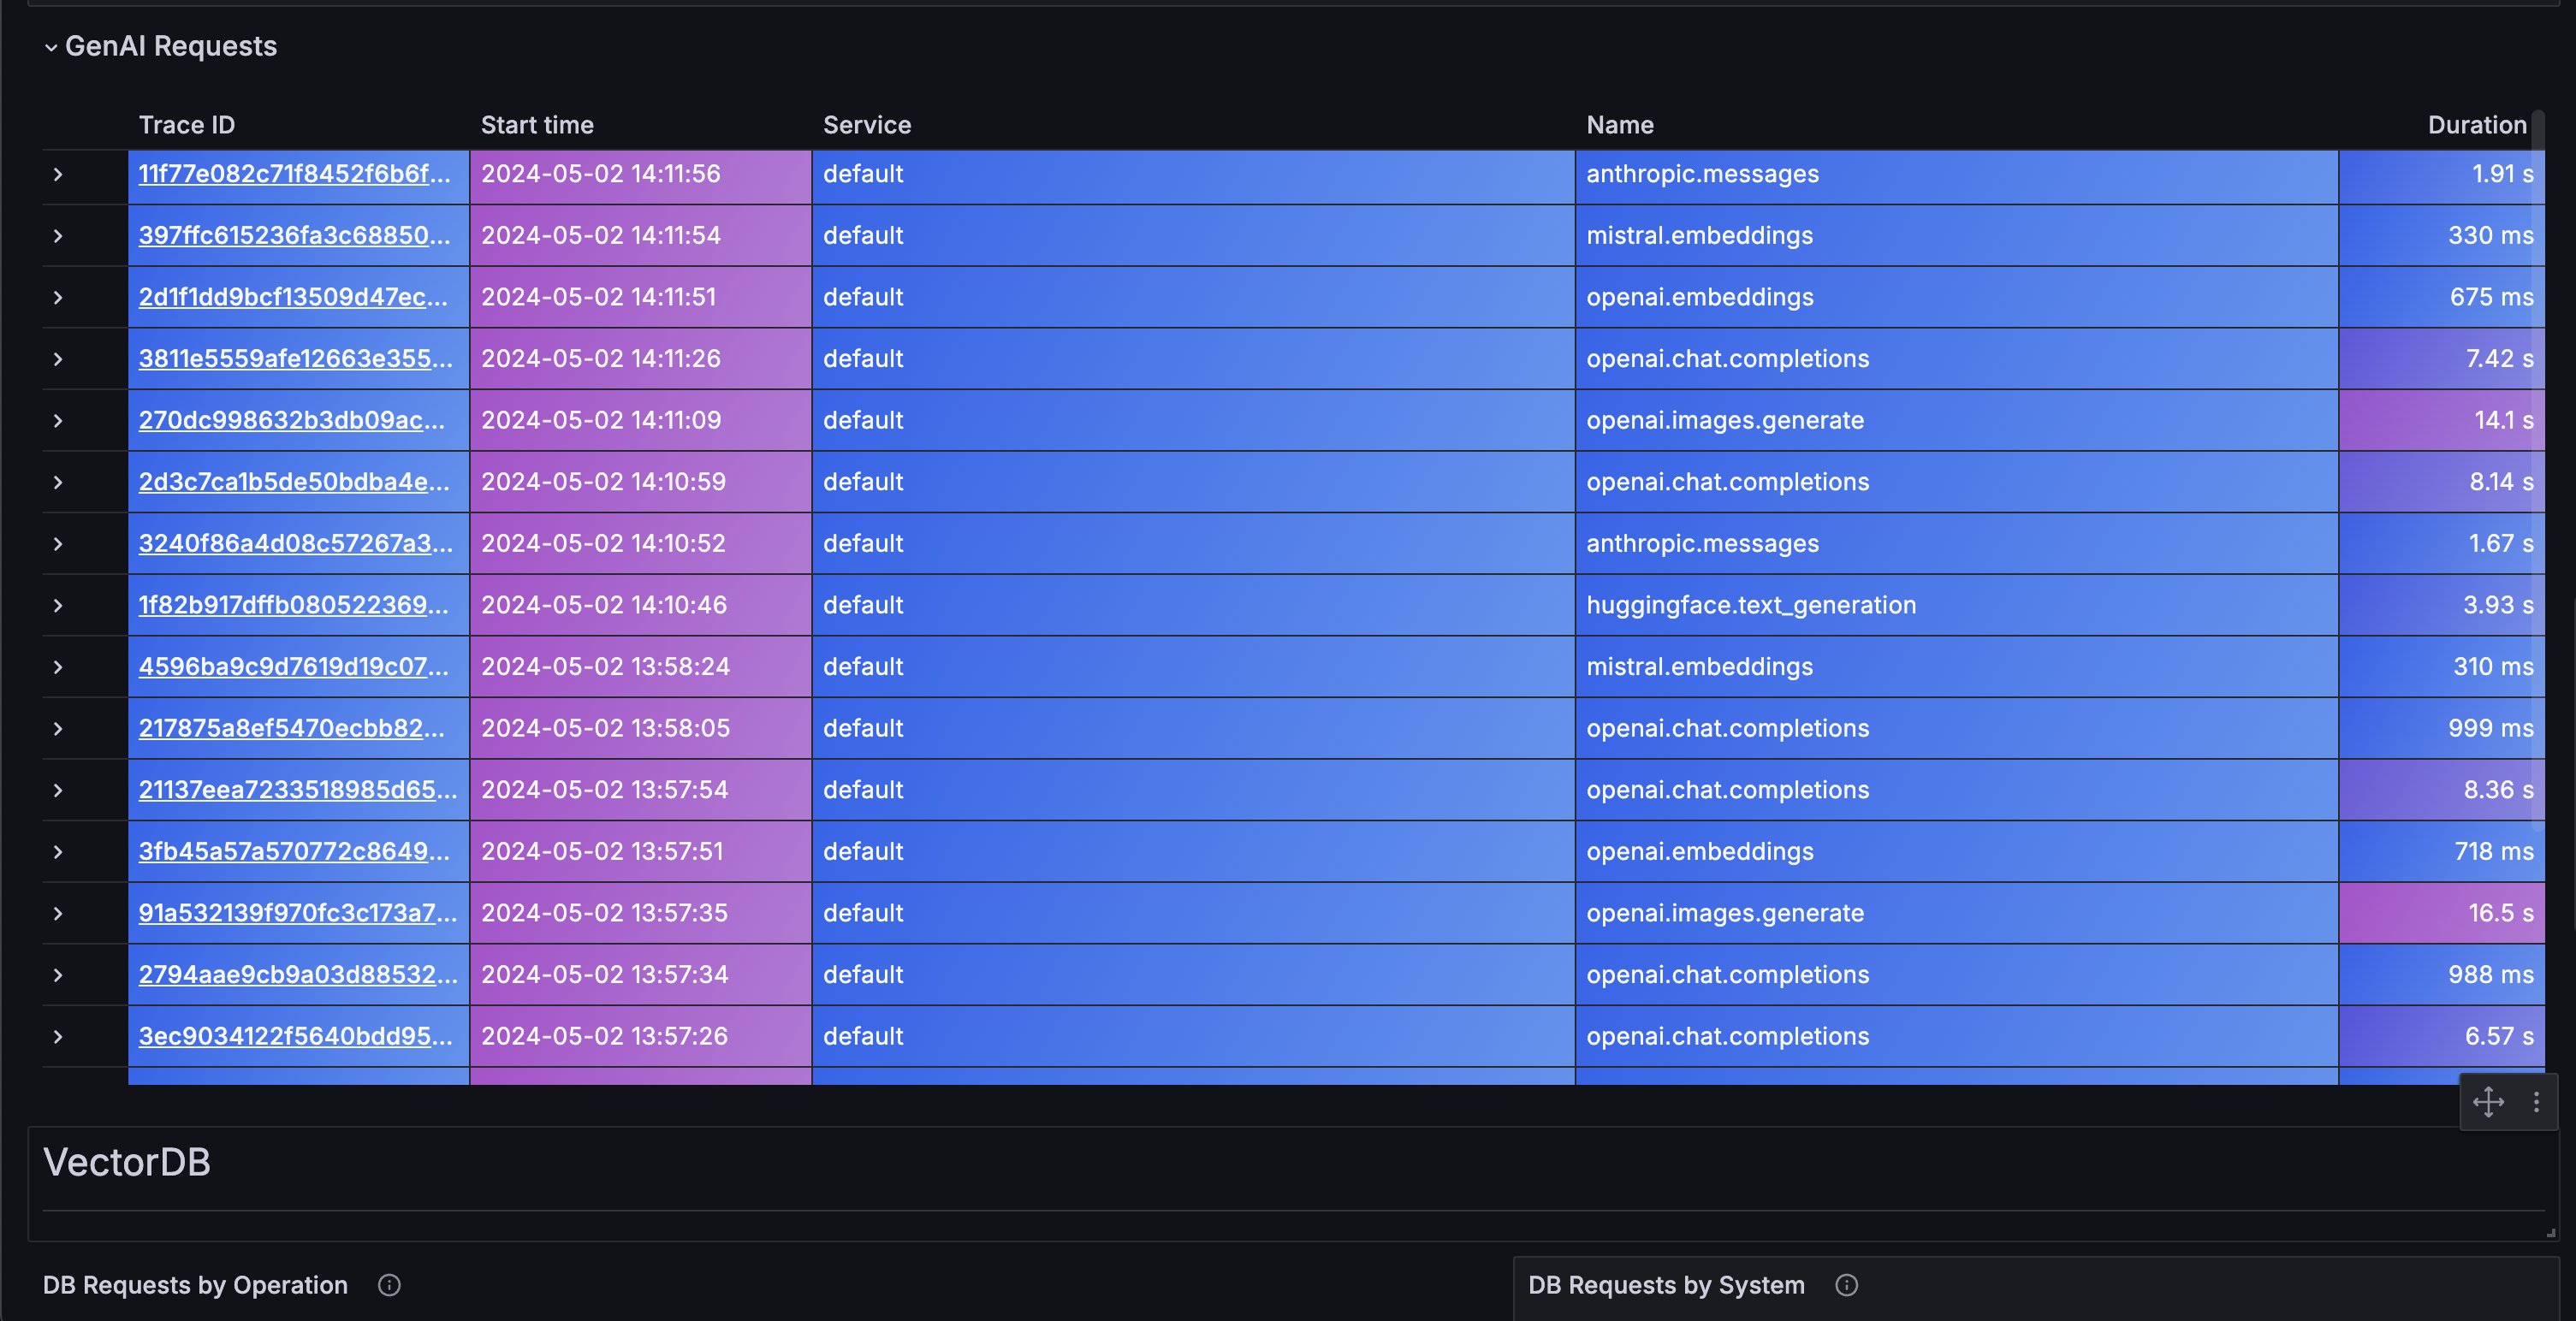 GenAI Requests
Trace ID Start time Service Name Duration
11f77e082c71f8452f6b6f... 2024-05-02 14:11:56 default anthropic.messages 1.91 s
397ffc615236fa3c68850... 2024-05-02 14:11:54 default mistral.embeddings 330 ms
2d1f1dd9bcf13509d47ec... 2024-05-02 14:11:51 default openai.embeddings 675 ms
3811e5559afe12663e355... 2024-05-02 14:11:26 default openai.chat.completions 7.42 s
270dc998632b3db09ac... 2024-05-02 14:11:09 default openai.images.generate 14.1 s
2d3c7ca1b5de50bdba4e... 2024-05-02 14:10:59 default openai.chat.completions 8.14 s
3240f86a4d08c57267a3... 2024-05-02 14:10:52 default anthropic.messages 1.67 s
1f82b917dffb080522369... 2024-05-02 14:10:46 default huggingface.text_generation 3.93 s
4596ba9c9d7619d19c07... 2024-05-02 13:58:24 default mistral.embeddings 310 ms
217875a8ef5470ecbb82... 2024-05-02 13:58:05 default openai.chat.completions 999 ms
21137eea7233518985d65... 2024-05-02 13:57:54 default openai.chat.completions 8.36 s
3fb45a57a570772c8649... 2024-05-02 13:57:51 default openai.embeddings 718 ms
91a532139f970fc3c173a7... 2024-05-02 13:57:35 default openai.images.generate 16.5 s
2794aae9cb9a03d88532... 2024-05-02 13:57:34 default openai.chat.completions 988 ms
3ec9034122f5640bdd95... 2024-05-02 13:57:26 default openai.chat.completions 6.57 s
VectorDB
DB Requests by Operation DB Requests by System